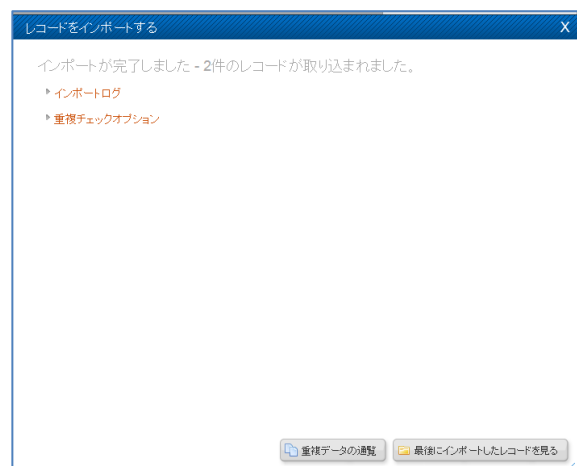 レコードをインポートする X
インポートが完了しました - 2件のレコードが取り込まれました。
インポートログ
重複チェックオプション
重複データの通覧 最後にインポートしたレコードを見る